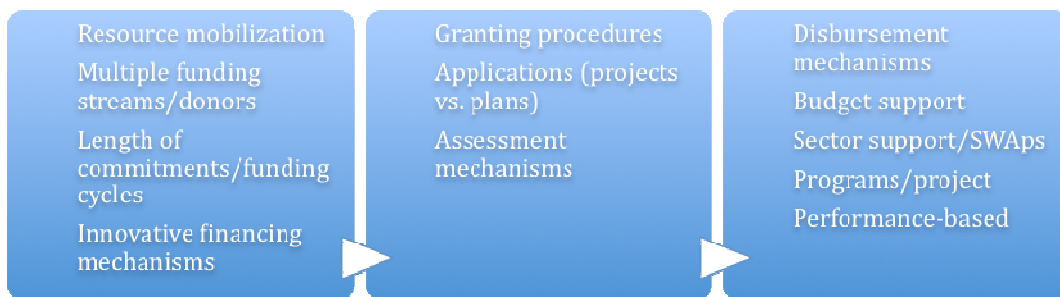 Resource mobilization
Multiple funding
streams/donors
Length of
commitments/funding
cycles
Innovative financing
mechanisms
Granting procedures
Applications (projects
vs. plans)
Assessment
mechanisms
Disbursement
mechanisms
Budget support
Sector support/SWAps
Programs/project
Performance-based